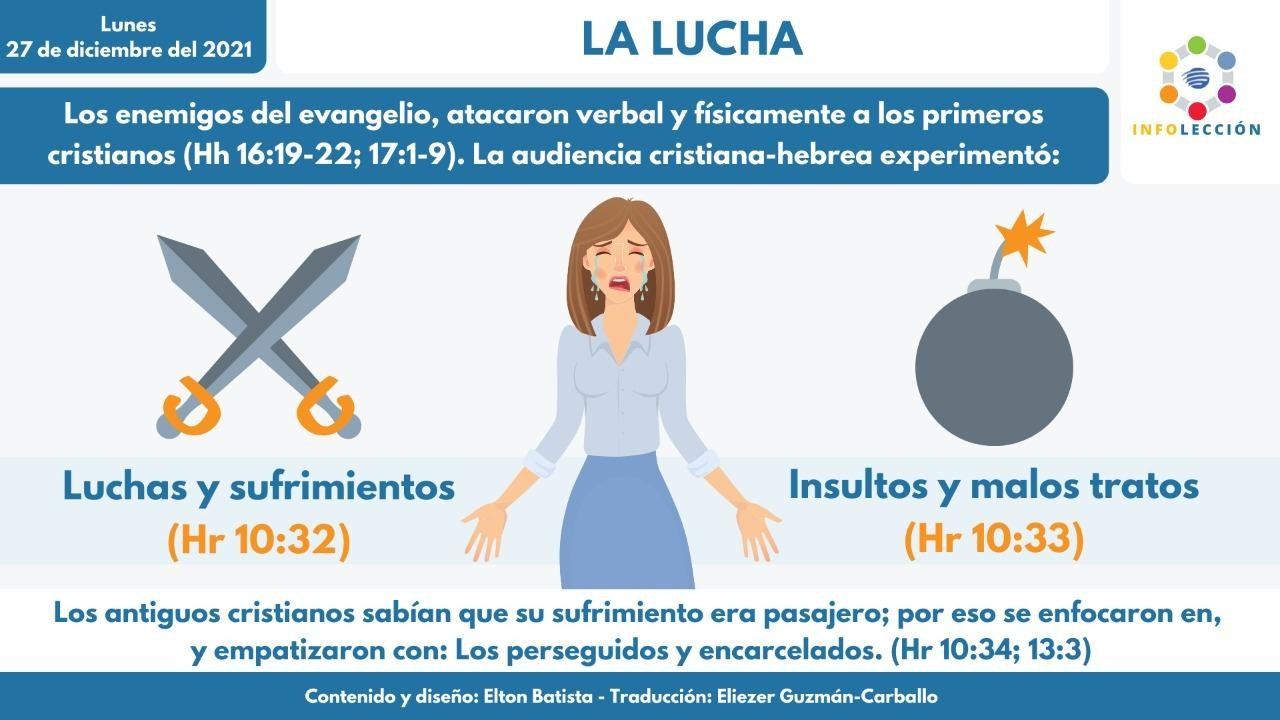 Lunes
27 de diciembre del 2021
LA LUCHA
INFOLECCIÓN
Los enemigos del evangelio, atacaron verbal y físicamente a los primeros
cristianos (Hh 16:19-22; 17:1-9). La audiencia cristiana-hebrea experimentó:
Luchas y sufrimientos
(Hr 10:32)
Insultos y malos tratos
(Hr 10:33)
Los antiguos cristianos sabían que su sufrimiento era pasajero; por eso se enfocaron en,
y empatizaron con: Los perseguidos y encarcelados. (Hr 10:34; 13:3)
Contenido y diseño: Elton Batista - Traducción: Eliezer Guzmán-Carballo